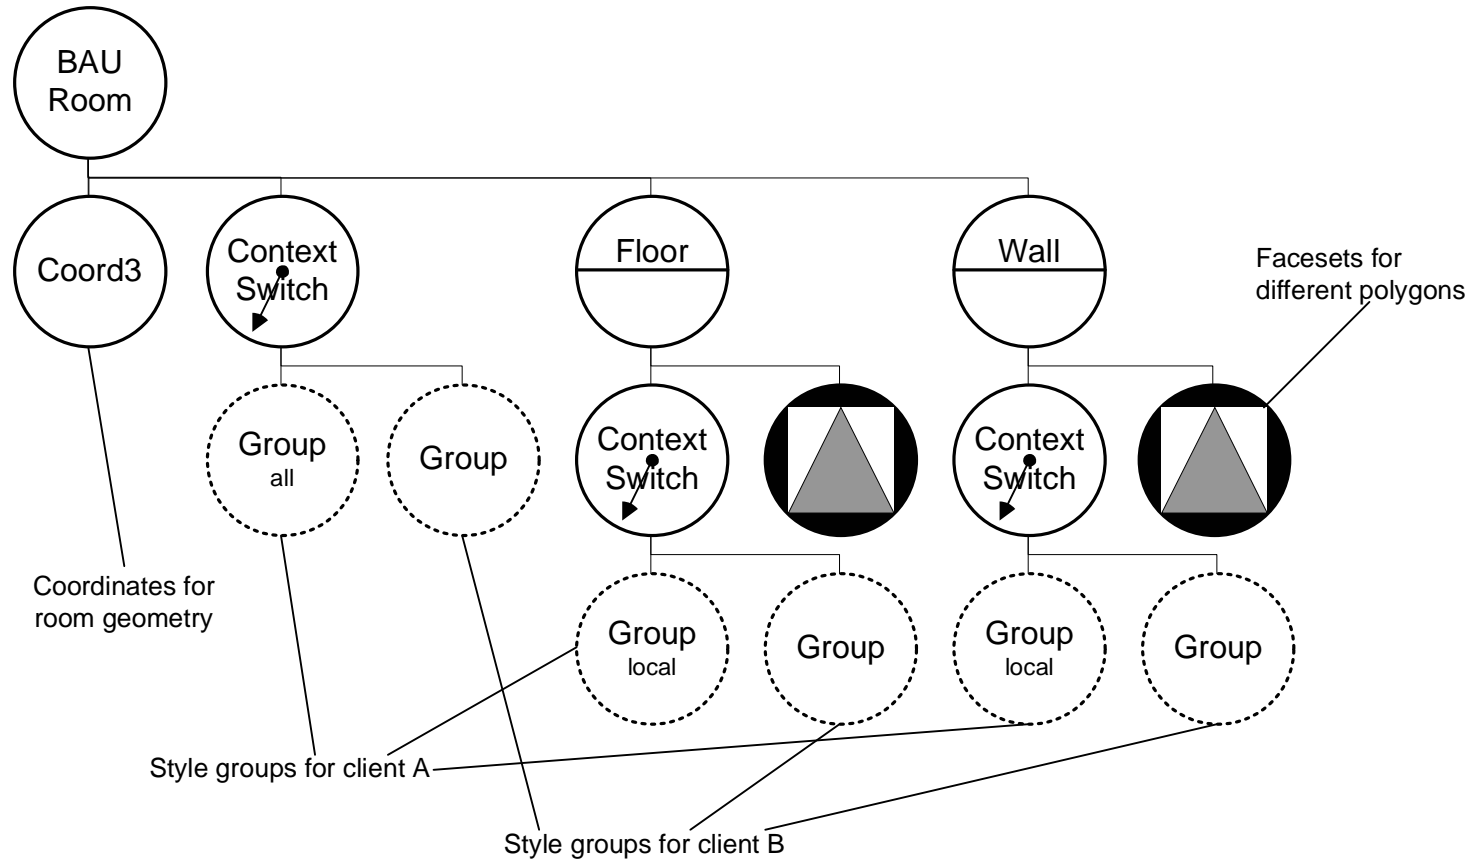 BAU
Room
Coord3
Context
Switch
Floor
Wall
Facesets for
different polygons
Group
all
Group
Context
Switch
Context
Switch
Coordinates for
room geometry
Group
local
Group
Group
local
Group
Style groups for client A
Style groups for client B